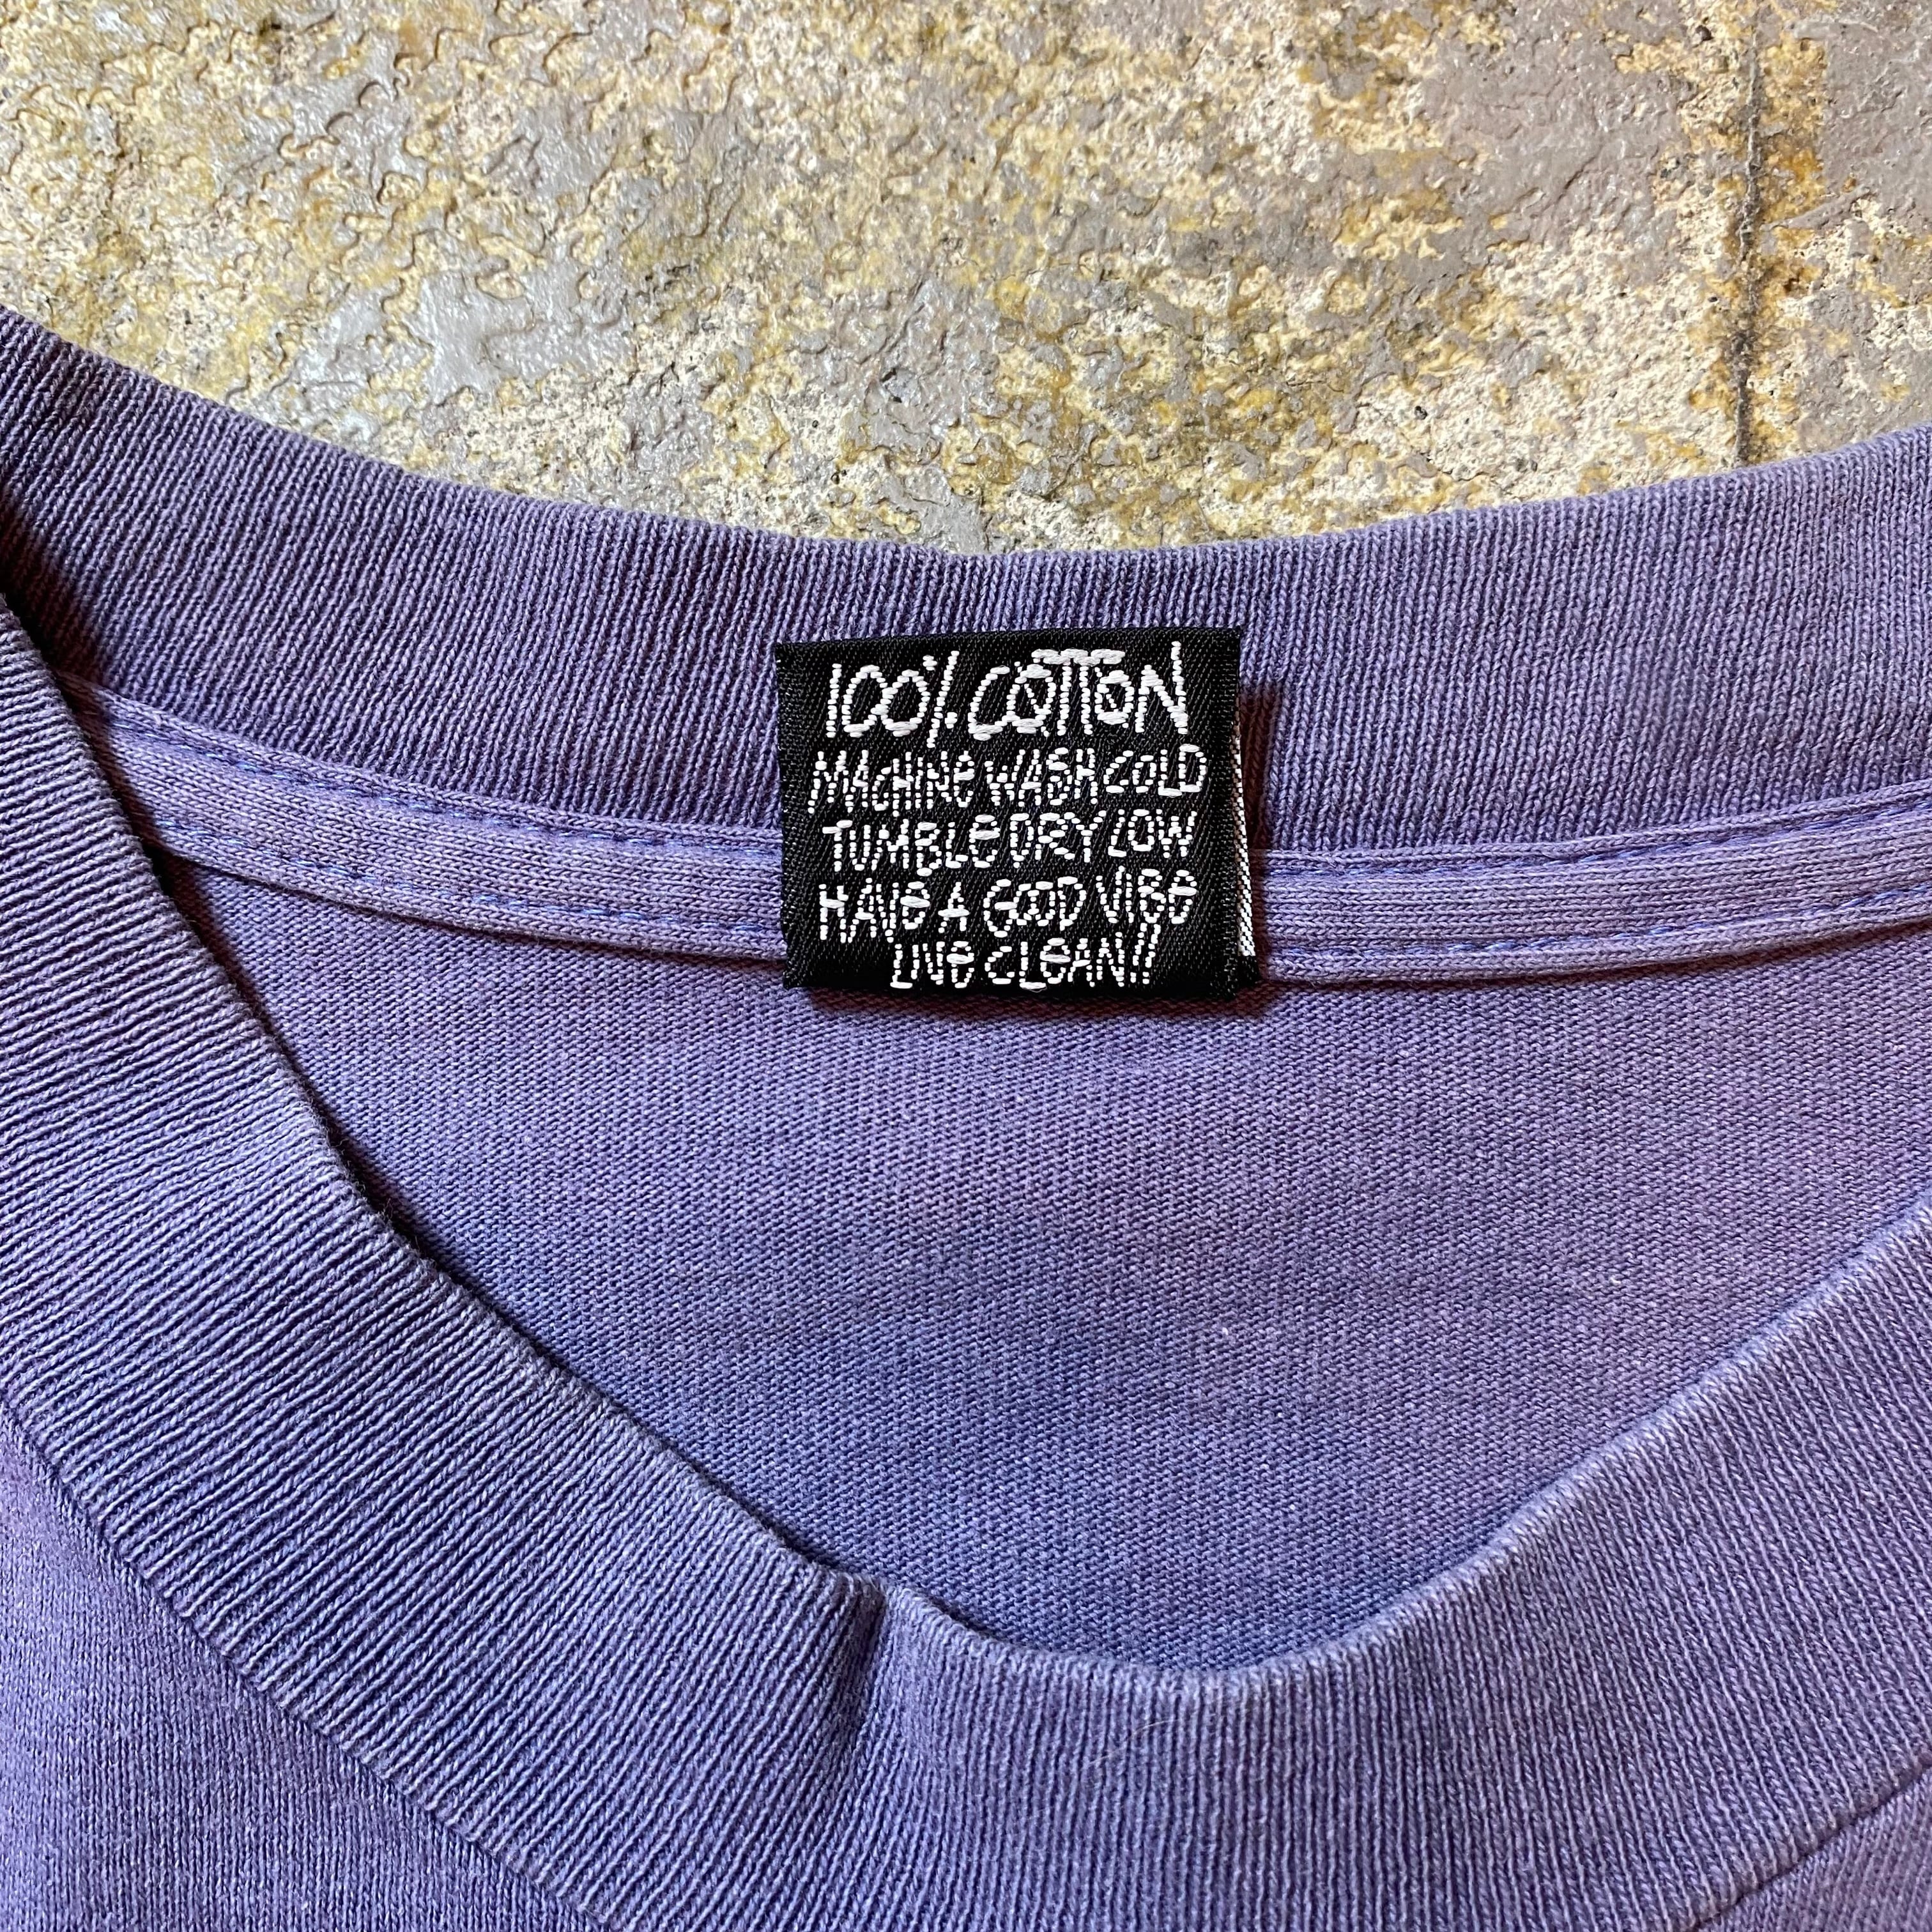 100% COTTON
MACHINE WASH COLD
TUMBLE DRY LOW
HAVE A GOOD VIBE
LIVE CLEAN!!